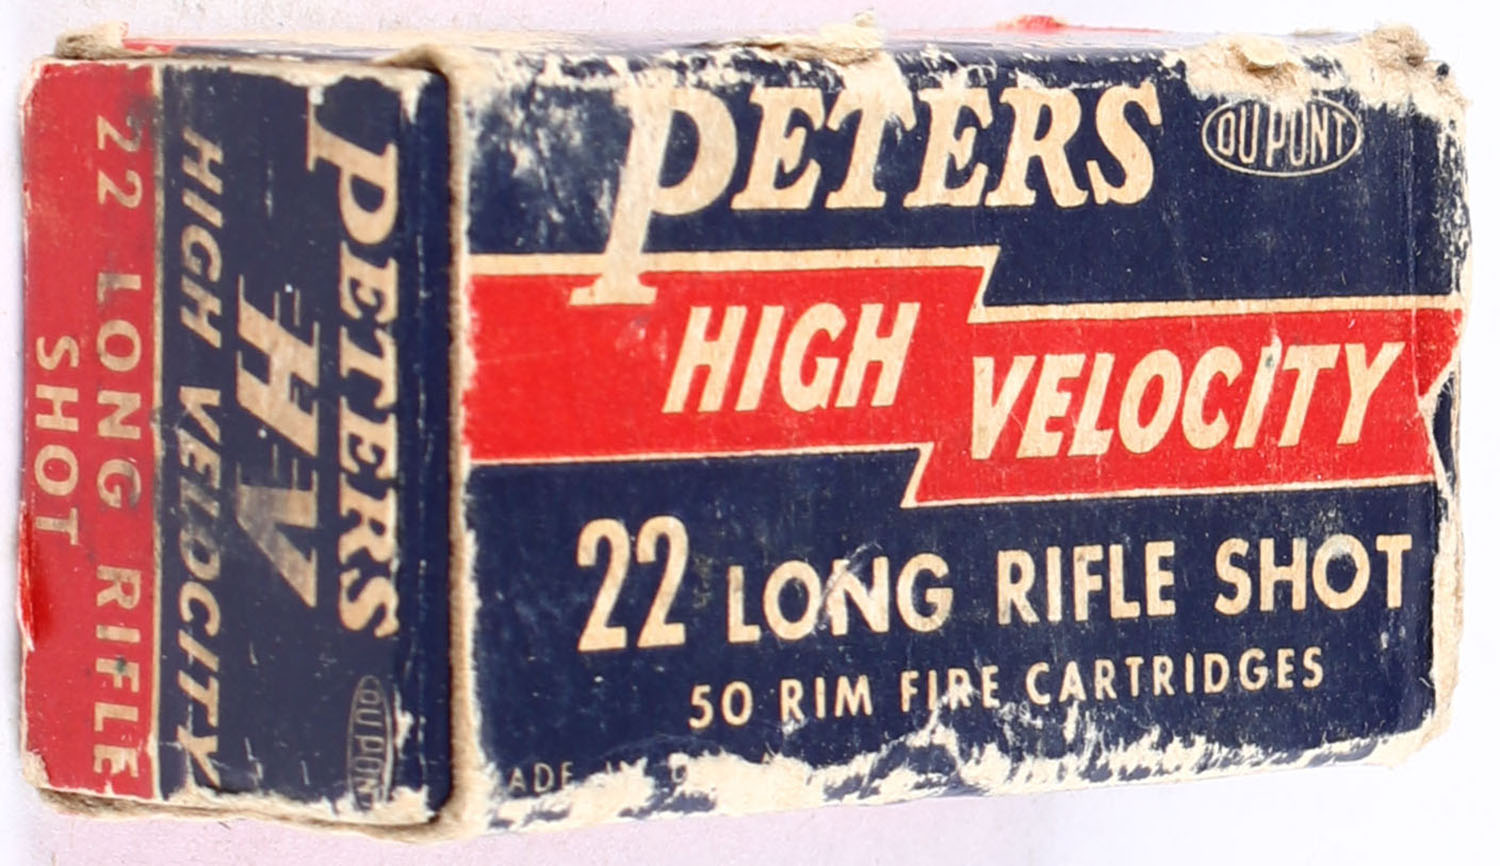 PETERS
DU PONT
HIGH
VELOCITY
22 LONG RIFLE SHOT
50 RIM FIRE CARTRIDGES
PETERS
DU PONT
HV
HIGH VELOCITY
22 LONG RIFLE
SHOT